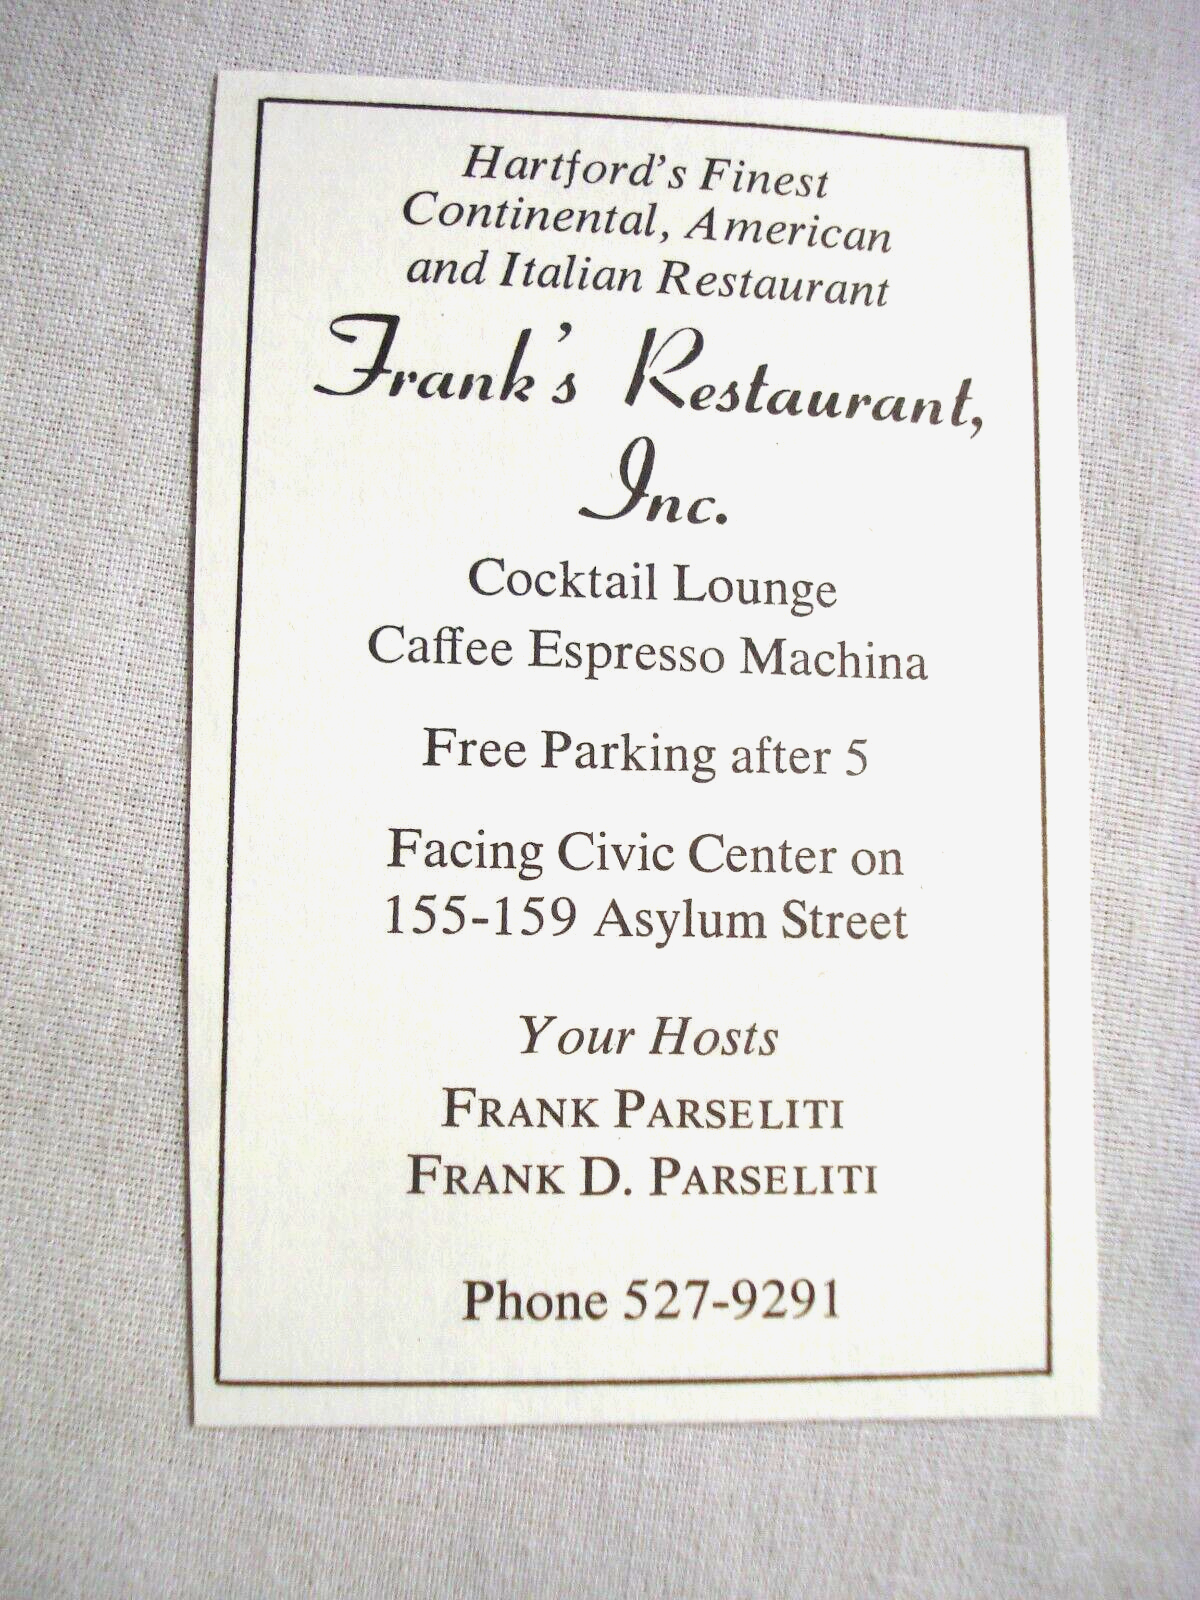 Hartford's Finest
Continental, American
and Italian Restaurant
Frank's Restaurant,
Inc.
Cocktail Lounge
Caffee Espresso Machina
Free Parking after 5
Facing Civic Center on
155-159 Asylum Street
Your Hosts
FRANK PARSELITI
FRANK D. PARSELITI
Phone 527-9291